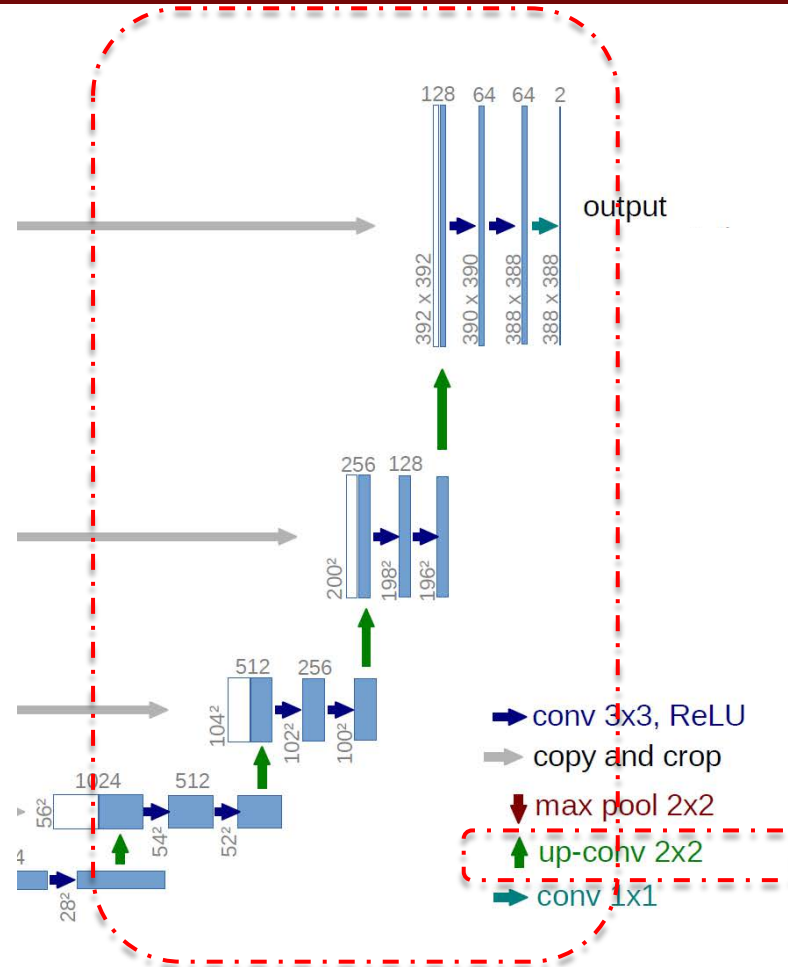 128 64 64 2
output
392 x 392
390 x 390
388 x 388
388 x 388
256 128
200²
198²
196²
512 256
104²
102²
100²
conv 3x3, ReLU
copy and crop
1024 512
56²
54²
52²
max pool 2x2
up-conv 2x2
4
28²
conv 1x1